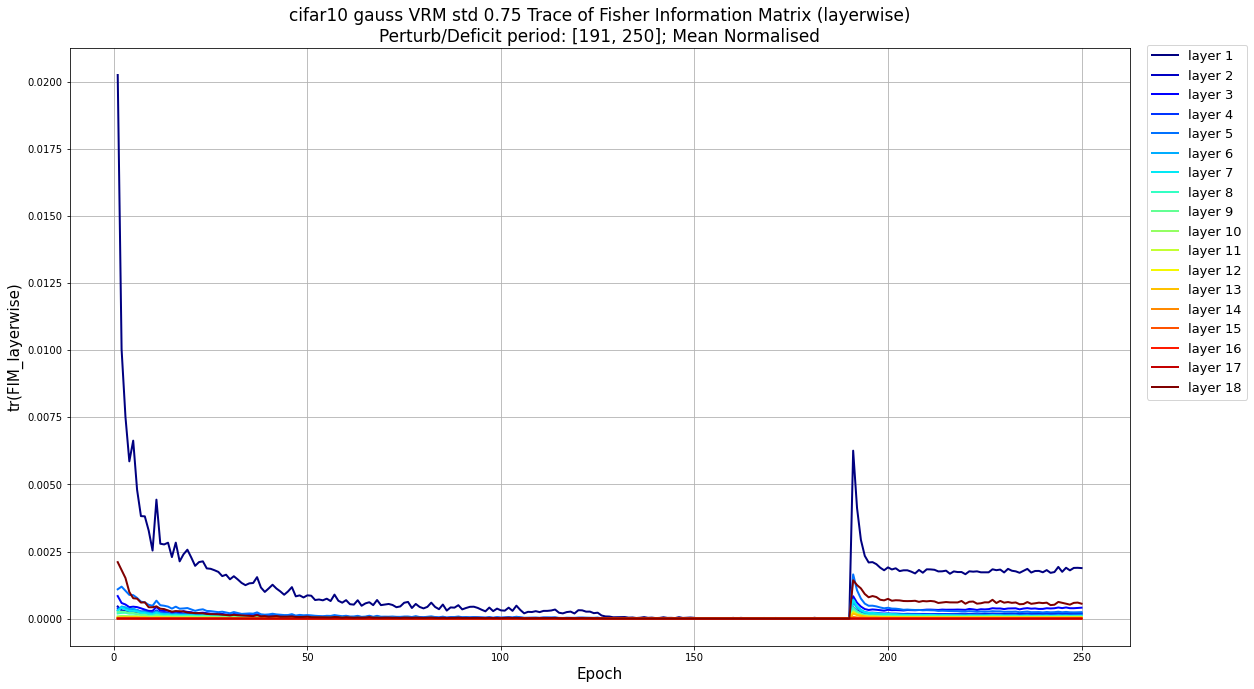 cifar10 gauss VRM std 0.75 Trace of Fisher Information Matrix (layerwise)
Perturb/Deficit period: [191, 250]; Mean Normalised
tr(FIM_layerwise)
0.0200
0.0175
0.0150
0.0125
0.0100
0.0075
0.0050
0.0025
0.0000
0
50
100
150
200
250
Epoch
layer 1
layer 2
layer 3
layer 4
layer 5
layer 6
layer 7
layer 8
layer 9
layer 10
layer 11
layer 12
layer 13
layer 14
layer 15
layer 16
layer 17
layer 18